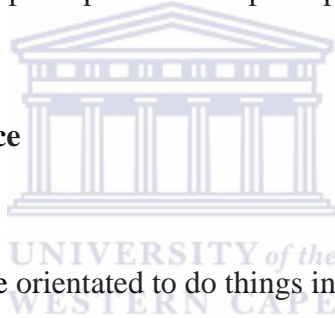 ce
UNIVERSITY of the
e orientated to do things in
WESTERN CAPE